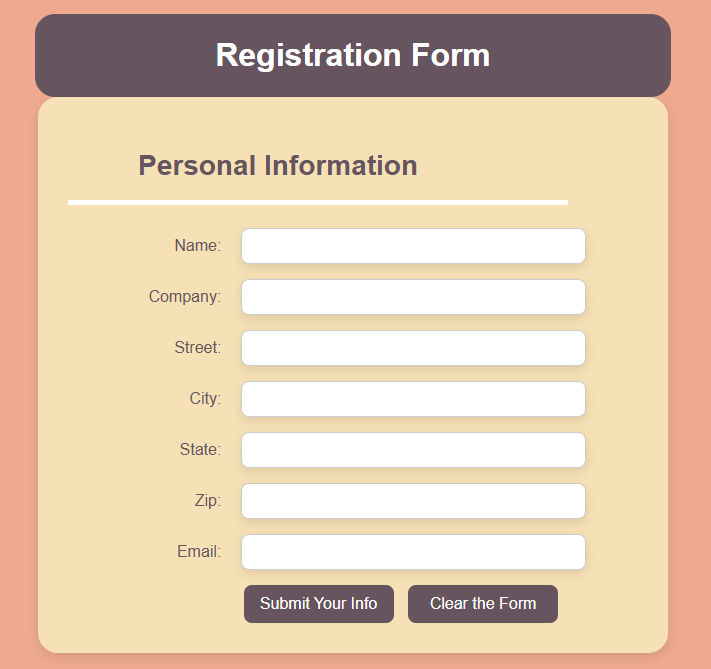 Registration Form
Personal Information
Name:
Company:
Street:
City:
State:
Zip:
Email:
Submit Your Info Clear the Form